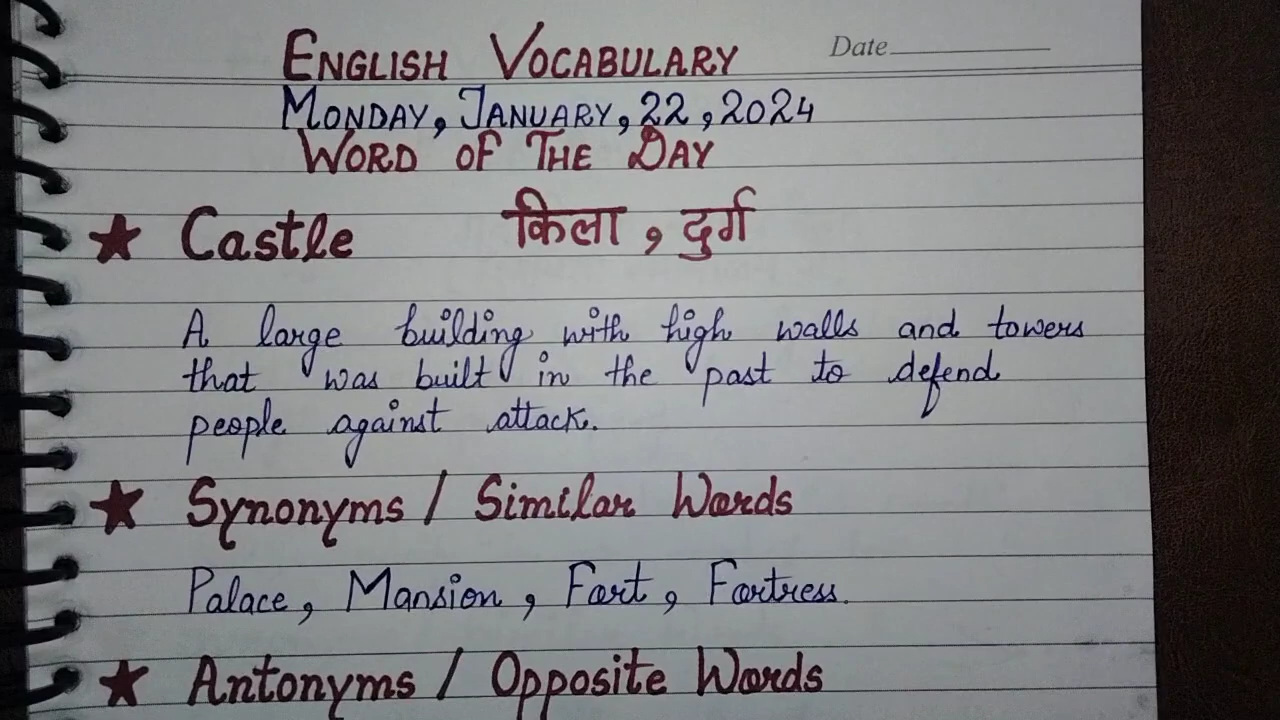 ENGLISH VOCABULARY Date
MONDAY, JANUARY, 22, 2024
WORD OF THE DAY
★ Castle किला, दुर्ग
A large building with high walls and towers
that was built in the past to defend
people against attack.
★ Synonyms / Similar Words
Palace, Mansion, Fort, Fortress.
★ Antonyms / Opposite Words